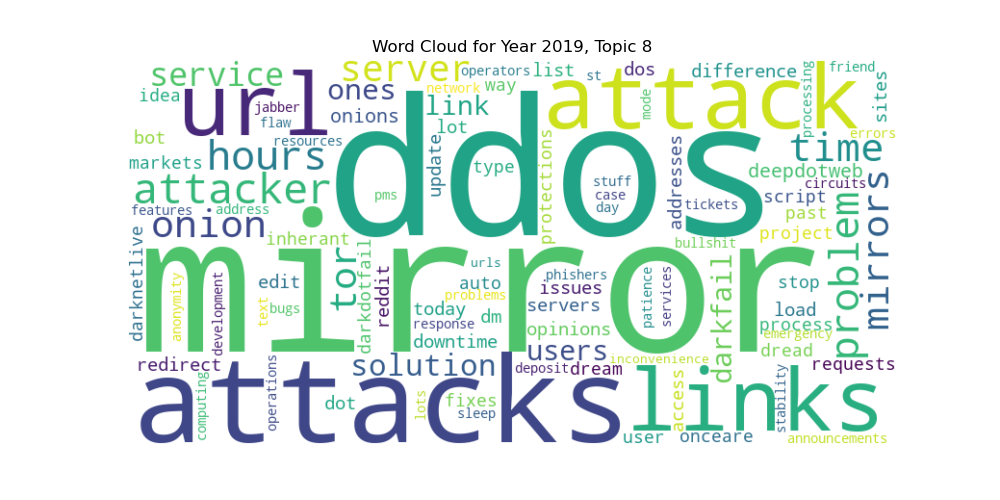 Word Cloud for Year 2019, Topic 8
service
server
operators
list
st
dos
difference
processing
friend
idea
url
jabber
ones
network
way
attack
mode
sites
flaw
onions
link
bot
resources
lot
errors
markets
hours
ddos
update
type
protections
addresses
time
deepdotweb
circuits
attacker
pms
stuff
case
day
tickets
script
features
address
onion
past
project
mirrors
problem
inherant
bullshit
darknetlive
mirror
tor
darkdotfail
reddit
urls
phishers
issues
patience
services
darkfail
stop
anonymity
development
edit
text
bugs
auto
problems
today
response
dm
servers
load
process
emergency
opinions
downtime
dread
redirect
solution
users
inconvenience
requests
deposit
dream
attacks
links
computing
operations
dot
lots
fixes
sleep
access
stability
user
onceare
announcements